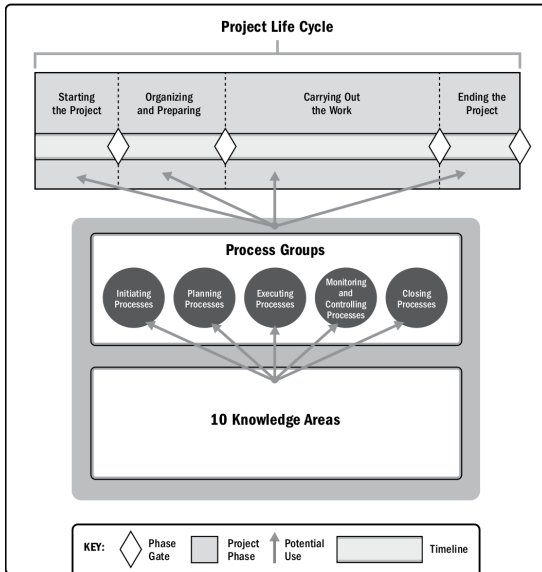 Project Life Cycle
Starting
the Project
Organizing
and Preparing
Carrying Out
the Work
Ending the
Project
Process Groups
Initiating
Processes
Planning
Processes
Executing
Processes
Monitoring
and
Controlling
Processes
Closing
Processes
10 Knowledge Areas
KEY:
Phase
Gate
Project
Phase
Potential
Use
Timeline